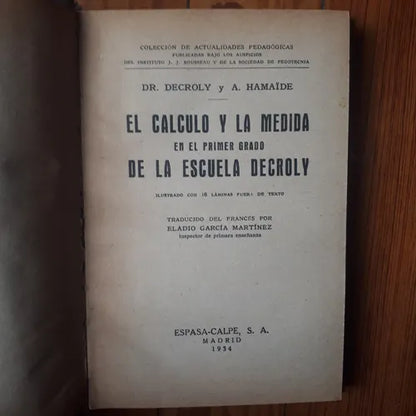 COLECCIÓN DE ACTUALIDADES PEDAGÓGICAS
PUBLICADAS BAJO LOS AUSPICIOS
DEL INSTITUTO J. J. ROUSSEAU Y DE LA SOCIEDAD DE PEDOTECNIA
DR. DECROLY y A. HAMAÏDE
EL CALCULO Y LA MEDIDA
EN EL PRIMER GRADO
DE LA ESCUELA DECROLY
ILUSTRADO CON 16 LÁMINAS FUERA DE TEXTO
TRADUCIDO DEL FRANCÉS POR
ELADIO GARCÍA MARTÍNEZ
inspector de primera enseñanza
ESPASA-CALPE, S. A.
MADRID
1934